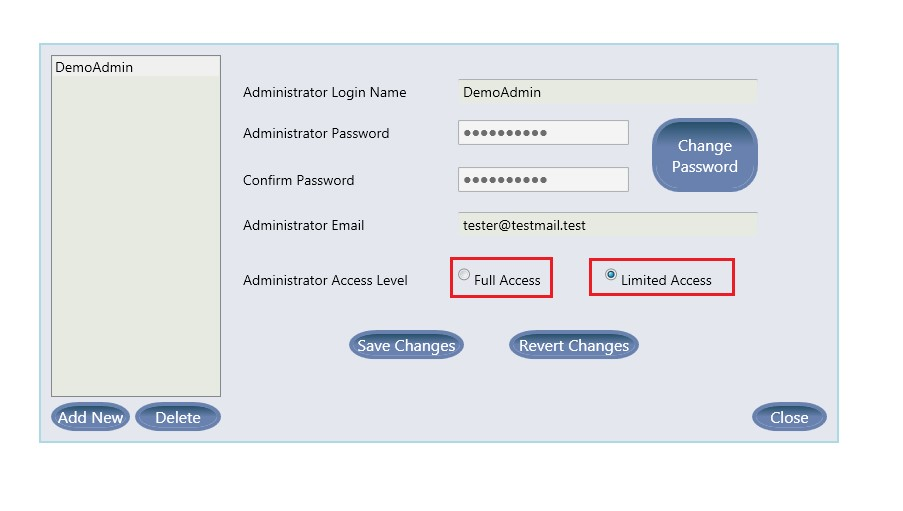 DemoAdmin
Administrator Login Name
DemoAdmin
Administrator Password
●●●●●●●●●●
Change
Password
Confirm Password
●●●●●●●●●●
Administrator Email
tester@testmail.test
Administrator Access Level
Full Access
Limited Access
Save Changes
Revert Changes
Add New
Delete
Close